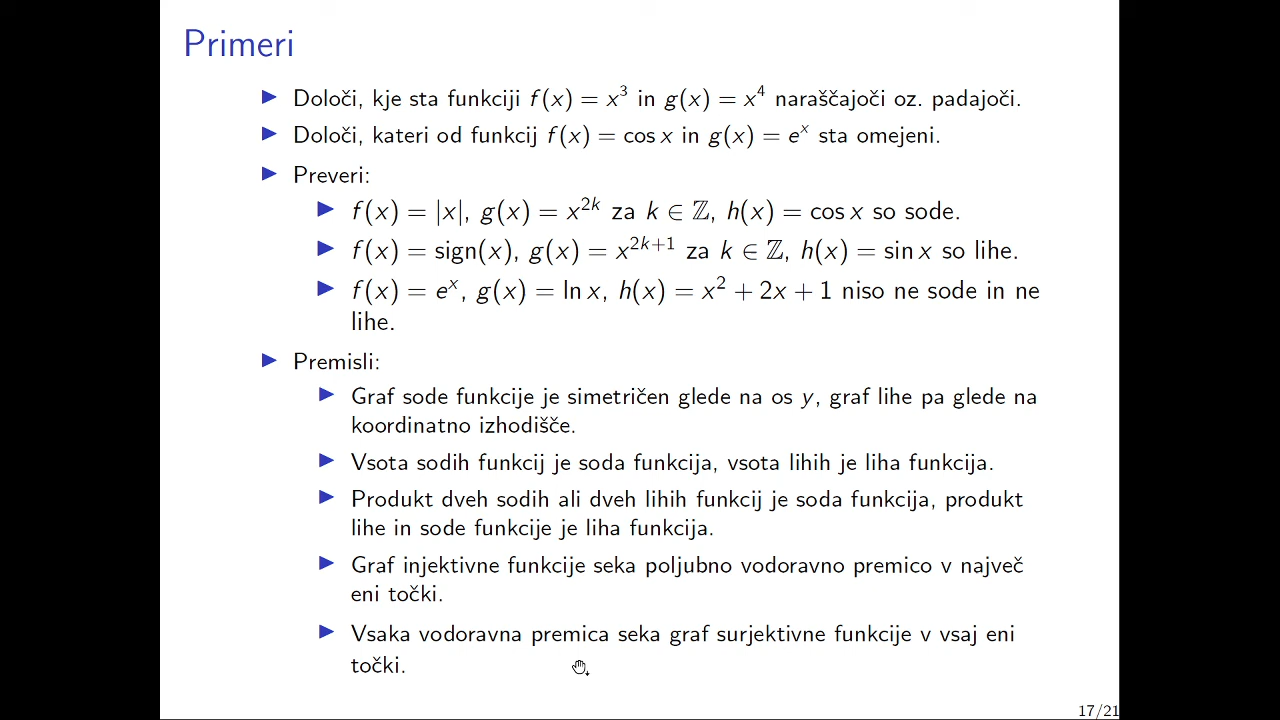 Primeri
▶ Določi, kje sta funkciji f(x) = x³ in g(x) = x⁴ naraščajoči oz. padajoči.
▶ Določi, kateri od funkcij f(x) = cos x in g(x) = eˣ sta omejeni.
▶ Preveri:
▶ f(x) = |x|, g(x) = x²ᵏ za k ∈ ℤ, h(x) = cos x so sode.
▶ f(x) = sign(x), g(x) = x²ᵏ⁺¹ za k ∈ ℤ, h(x) = sin x so lihe.
▶ f(x) = eˣ, g(x) = ln x, h(x) = x² + 2x + 1 niso ne sode in ne
lihe.
▶ Premisli:
▶ Graf sode funkcije je simetričen glede na os y, graf lihe pa glede na
koordinatno izhodišče.
▶ Vsota sodih funkcij je soda funkcija, vsota lihih je liha funkcija.
▶ Produkt dveh sodih ali dveh lihih funkcij je soda funkcija, produkt
lihe in sode funkcije je liha funkcija.
▶ Graf injektivne funkcije seka poljubno vodoravno premico v največ
eni točki.
▶ Vsaka vodoravna premica seka graf surjektivne funkcije v vsaj eni
točki.
17/21